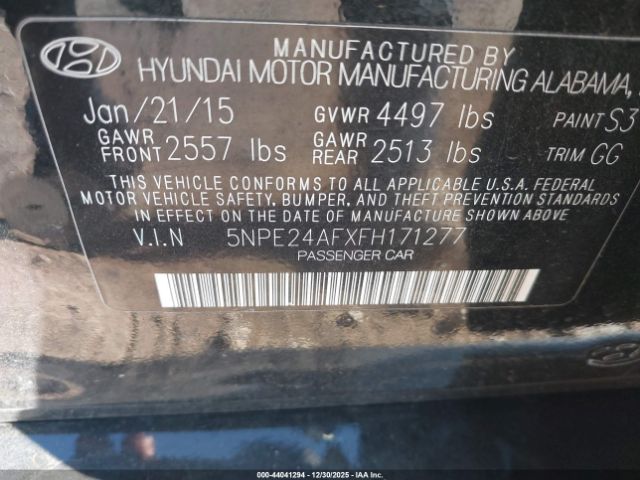 MANUFACTURED BY
HYUNDAI MOTOR MANUFACTURING ALABAMA,
Jan/21/15 GVWR 4497 lbs PAINT S3
GAWR FRONT 2557 lbs GAWR REAR 2513 lbs TRIM GG
THIS VEHICLE CONFORMS TO ALL APPLICABLE U.S.A. FEDERAL
MOTOR VEHICLE SAFETY, BUMPER, AND THEFT PREVENTION STANDARDS
IN EFFECT ON THE DATE OF MANUFACTURE SHOWN ABOVE.
V.I.N 5NPE24AFXFH171277
PASSENGER CAR
000-44041294 - 12/30/2025 - IAAI.COM